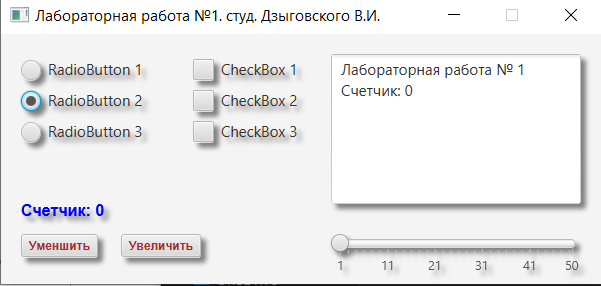 Лабораторная работа №1. студ. Дзыговского В.И.
RadioButton 1
RadioButton 2
RadioButton 3
CheckBox 1
CheckBox 2
CheckBox 3
Лабораторная работа № 1
Счетчик: 0
Счетчик: 0
Уменшить
Увеличить
1 11 21 31 41 50